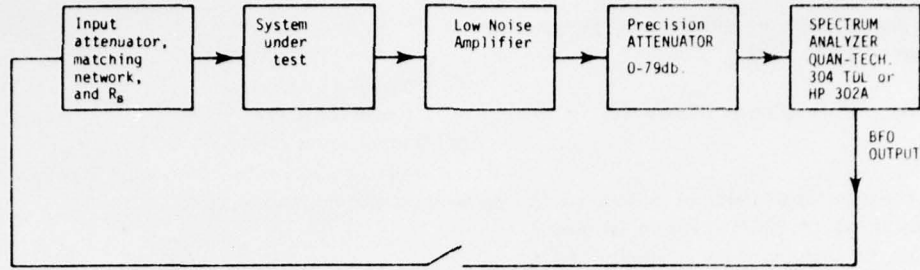 Input
attenuator,
matching
network,
and Rs
System
under
test
Low Noise
Amplifier
Precision
ATTENUATOR
0-79db.
SPECTRUM
ANALYZER
QUAN-TECH.
304 TDL or
HP 302A
BFO
OUTPUT